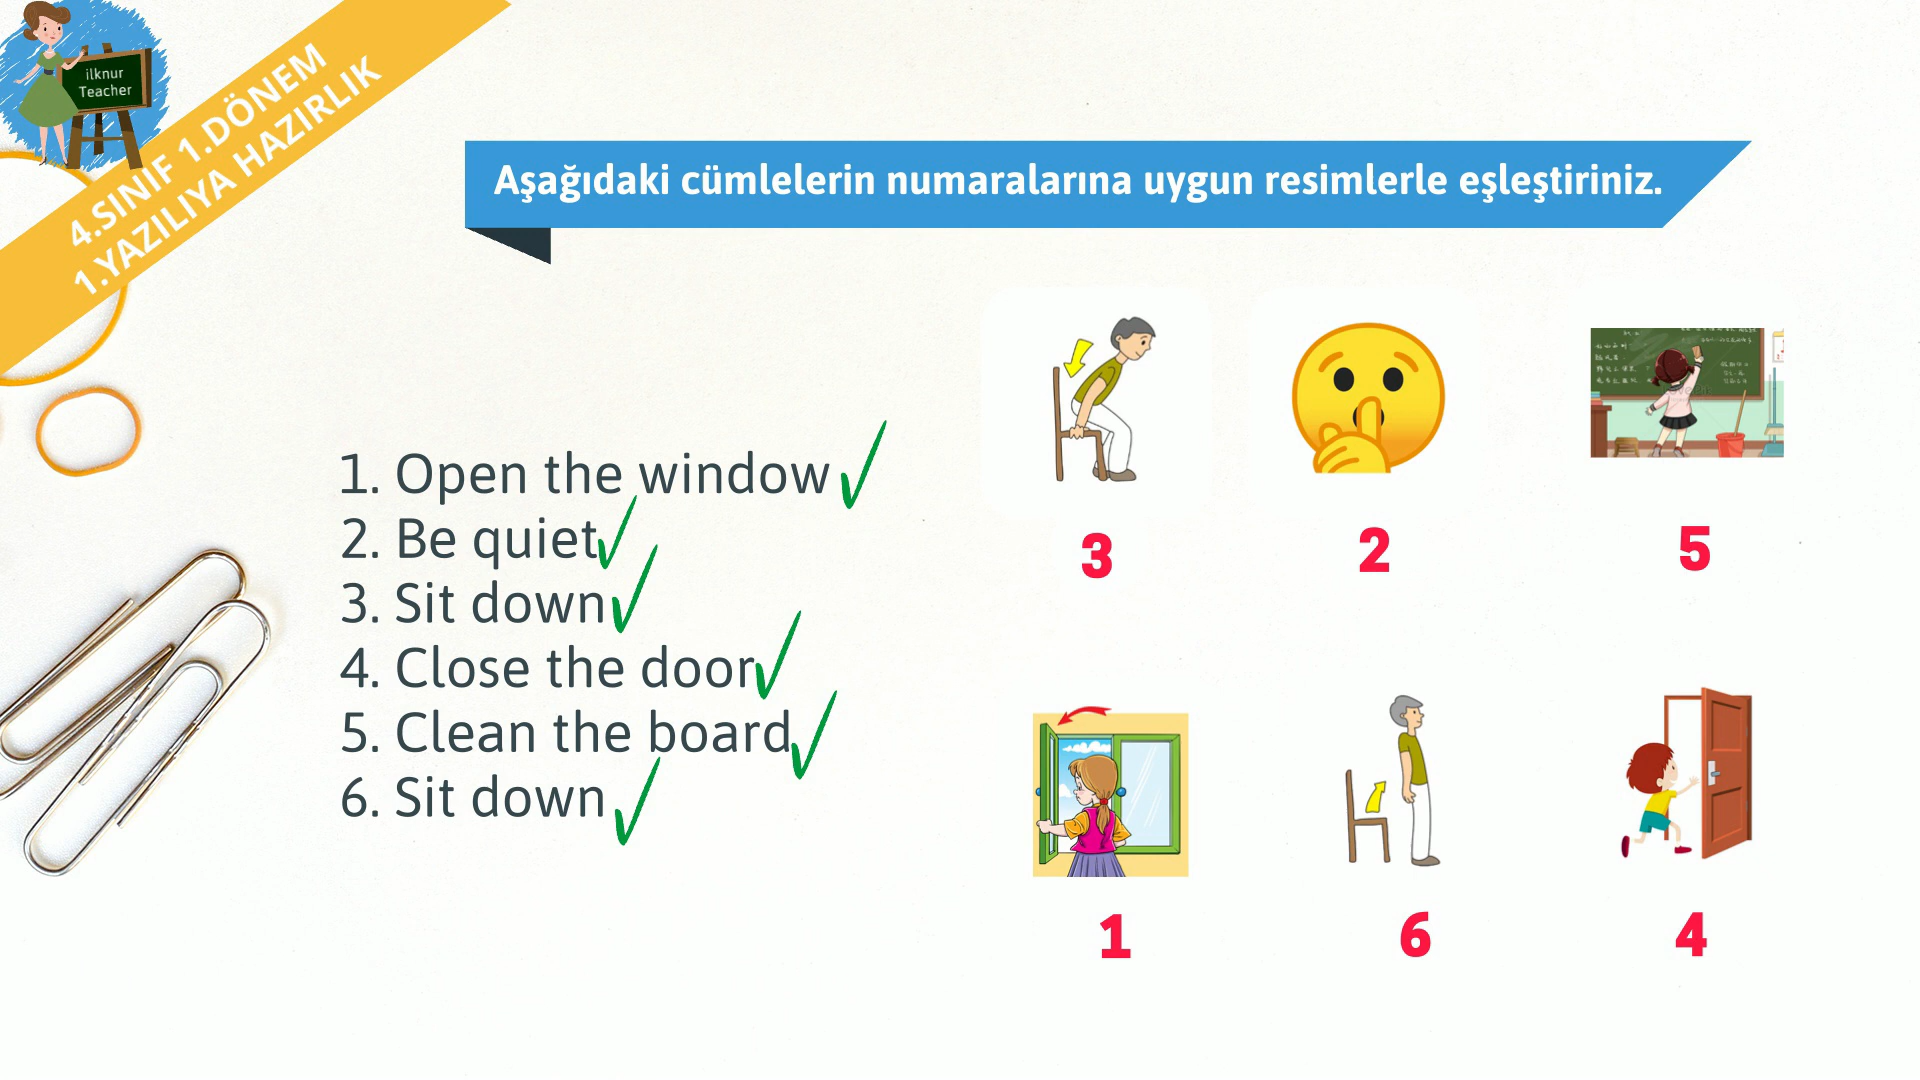 ilknur
Teacher
4.SINIF 1.DÖNEM
1.YAZILIYA HAZIRLIK
Aşağıdaki cümlelerin numaralarına uygun resimlerle eşleştiriniz.
1. Open the window
2. Be quiet
3. Sit down
4. Close the door
5. Clean the board
6. Sit down
3
2
5
1
6
4